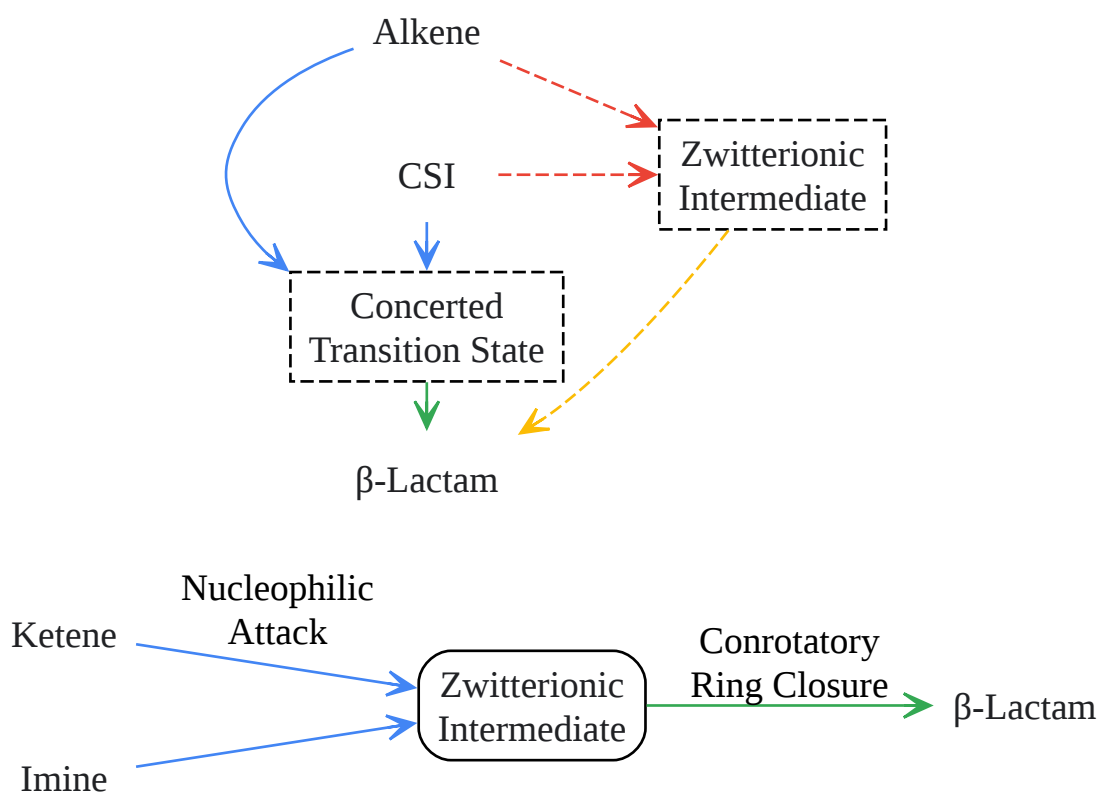 Alkene
CSI
Zwitterionic
Intermediate
Concerted
Transition State
β-Lactam
Nucleophilic
Attack
Ketene
Imine
Zwitterionic
Intermediate
Conrotatory
Ring Closure
β-Lactam